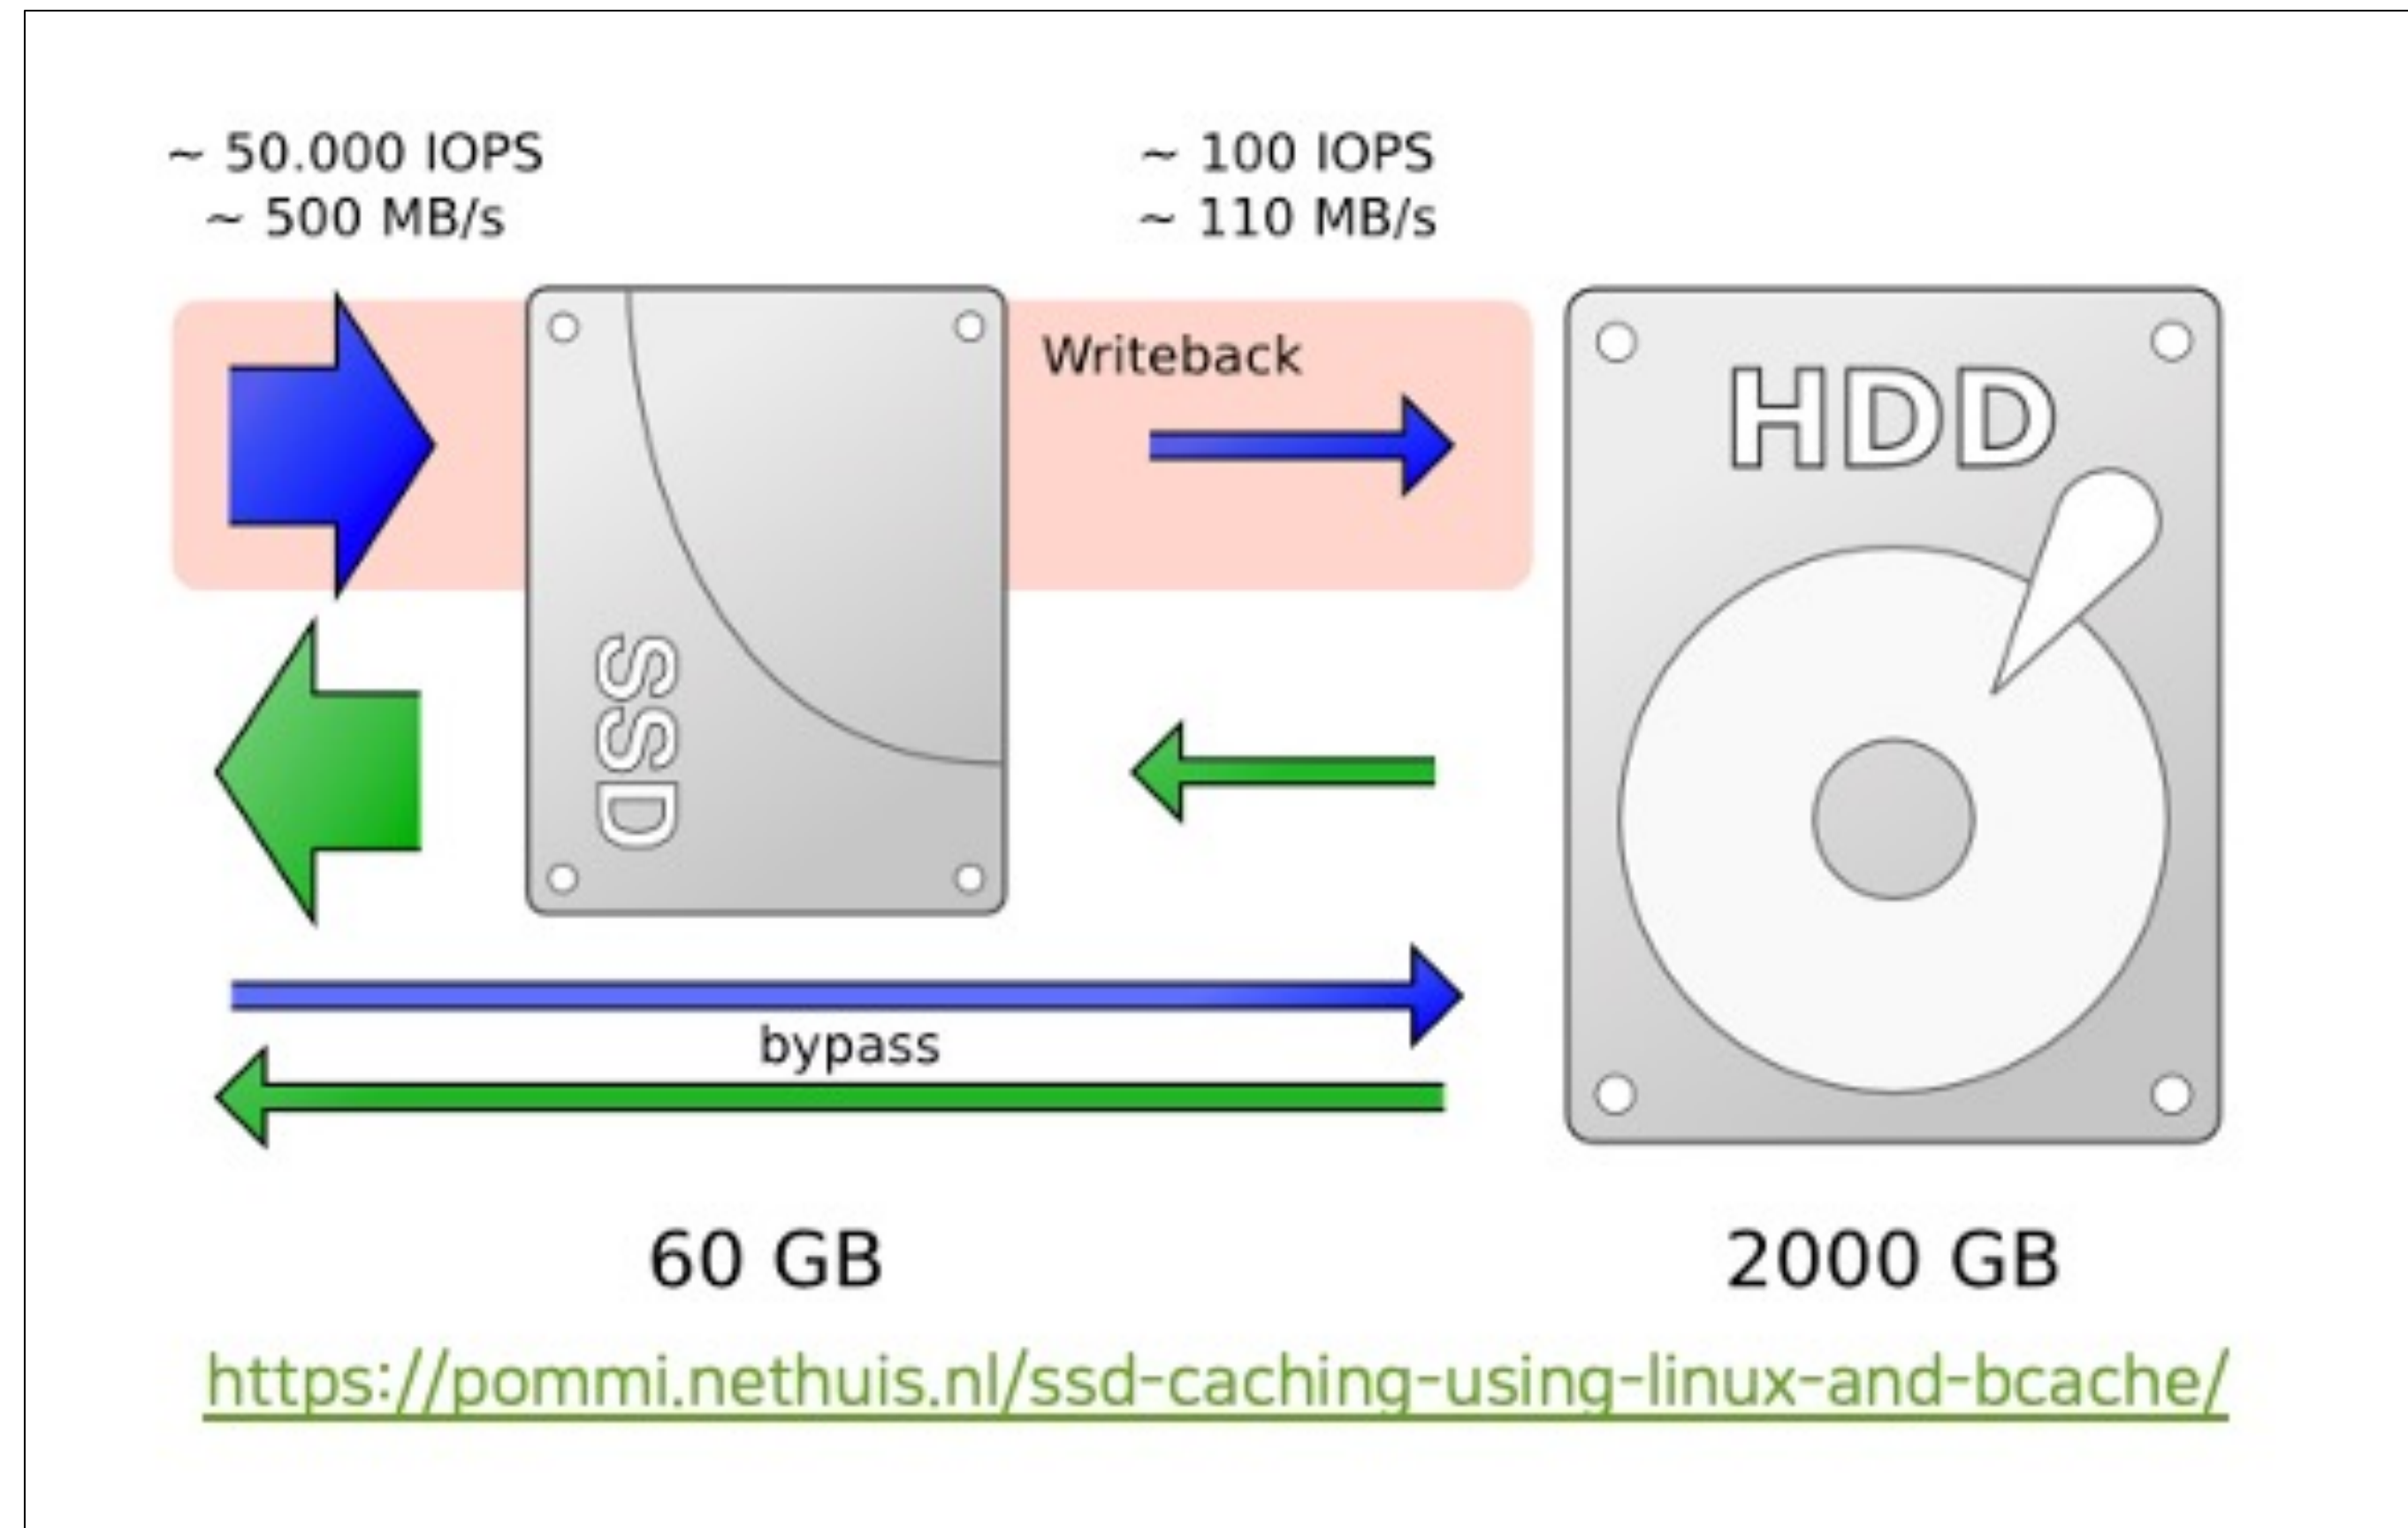 ~ 50.000 IOPS
~ 500 MB/s
~ 100 IOPS
~ 110 MB/s
Writeback
HDD
SSD
bypass
60 GB
2000 GB
https://pommi.nethuis.nl/ssd-caching-using-linux-and-bcache/